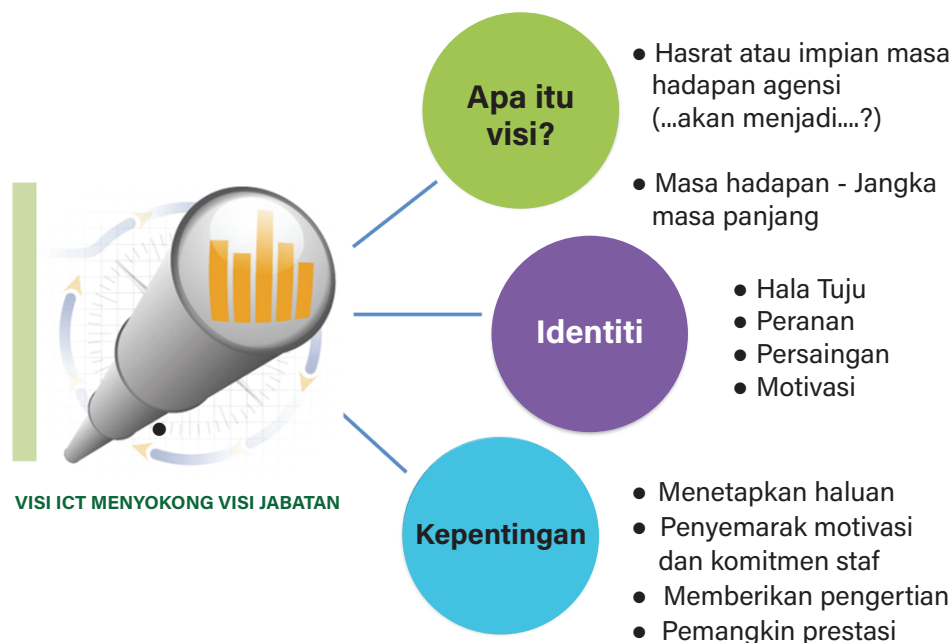 Apa itu
visi?
● Hasrat atau impian masa
hadapan agensi
(...akan menjadi....?)
● Masa hadapan - Jangka
masa panjang
Identiti
● Hala Tuju
● Peranan
● Persaingan
● Motivasi
VISI ICT MENYOKONG VISI JABATAN
Kepentingan
● Menetapkan haluan
● Penyemarak motivasi
dan komitmen staf
● Memberikan pengertian
● Pemangkin prestasi